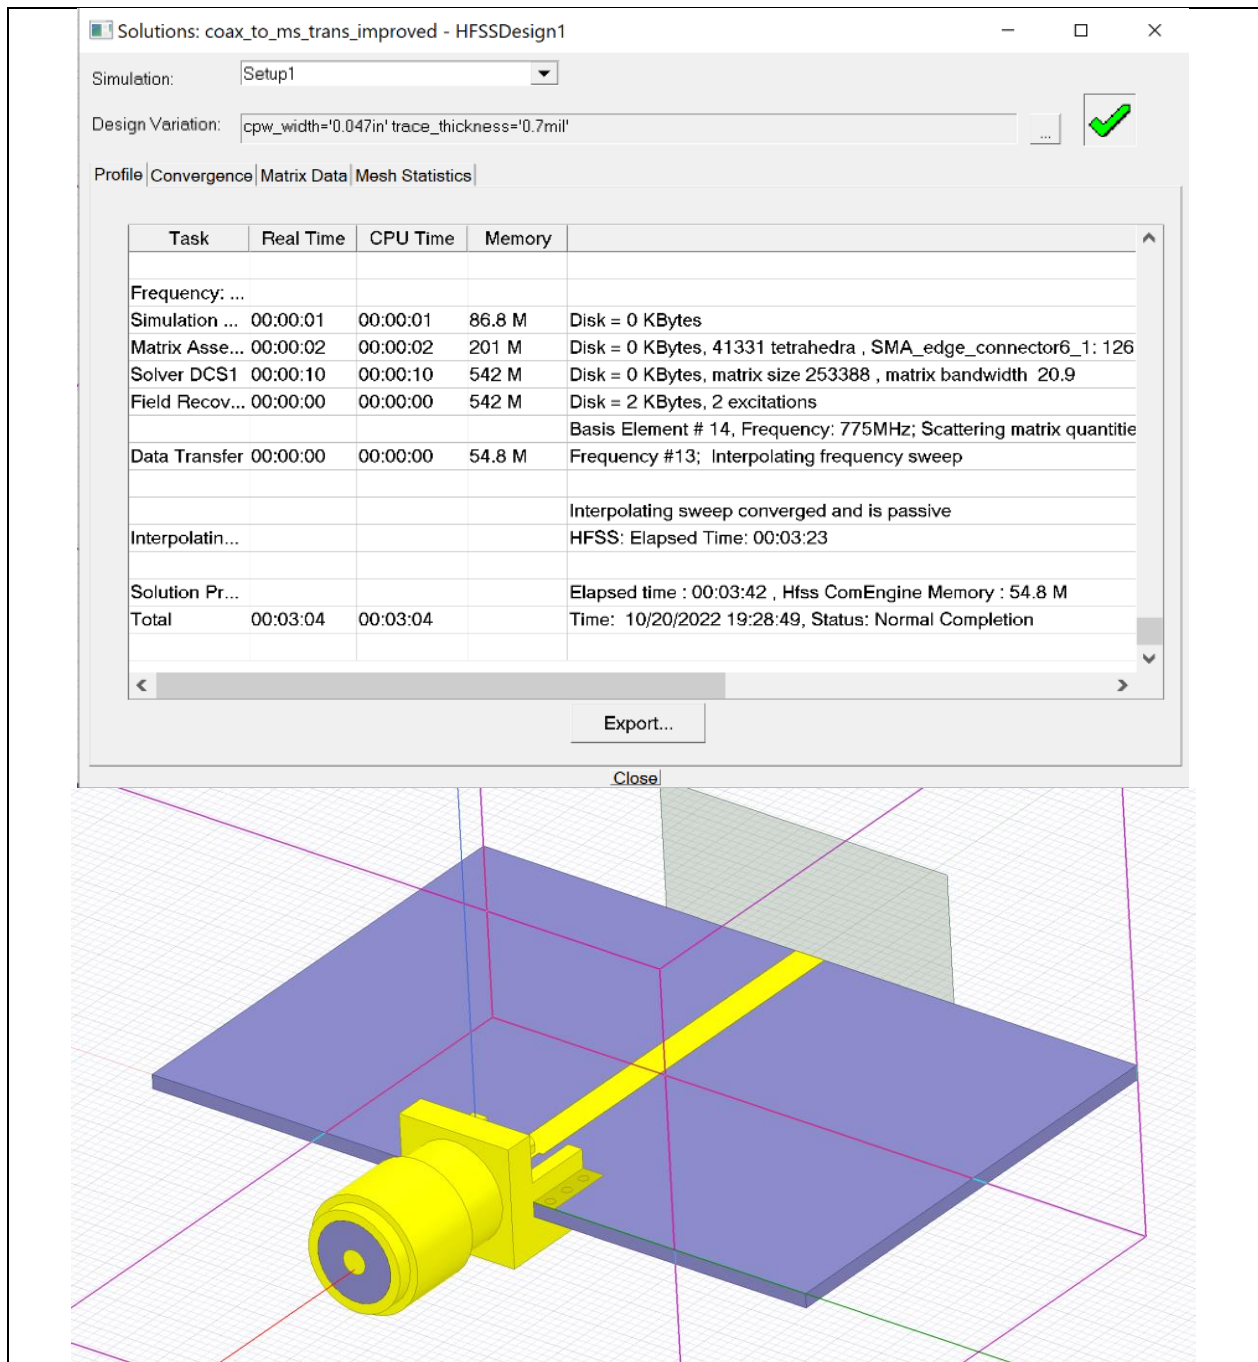 Solutions: coax_to_ms_trans_improved - HFSSDesign1
Simulation: Setup1
Design Variation: cpw_width='0.047in' trace_thickness='0.7mil' ...
Profile Convergence Matrix Data Mesh Statistics
Task Real Time CPU Time Memory
Frequency: ...
Simulation ... 00:00:01 00:00:01 86.8 M Disk = 0 KBytes
Matrix Asse... 00:00:02 00:00:02 201 M Disk = 0 KBytes, 41331 tetrahedra , SMA_edge_connector6_1: 126
Solver DCS1 00:00:10 00:00:10 542 M Disk = 0 KBytes, matrix size 253388 , matrix bandwidth 20.9
Field Recov... 00:00:00 00:00:00 542 M Disk = 2 KBytes, 2 excitations
Basis Element # 14, Frequency: 775MHz; Scattering matrix quantitie
Data Transfer 00:00:00 00:00:00 54.8 M Frequency #13; Interpolating frequency sweep
Interpolating sweep converged and is passive
Interpolatin... HFSS: Elapsed Time: 00:03:23
Solution Pr... Elapsed time : 00:03:42 , Hfss ComEngine Memory : 54.8 M
Total 00:03:04 00:03:04 Time: 10/20/2022 19:28:49, Status: Normal Completion
Export...
Close